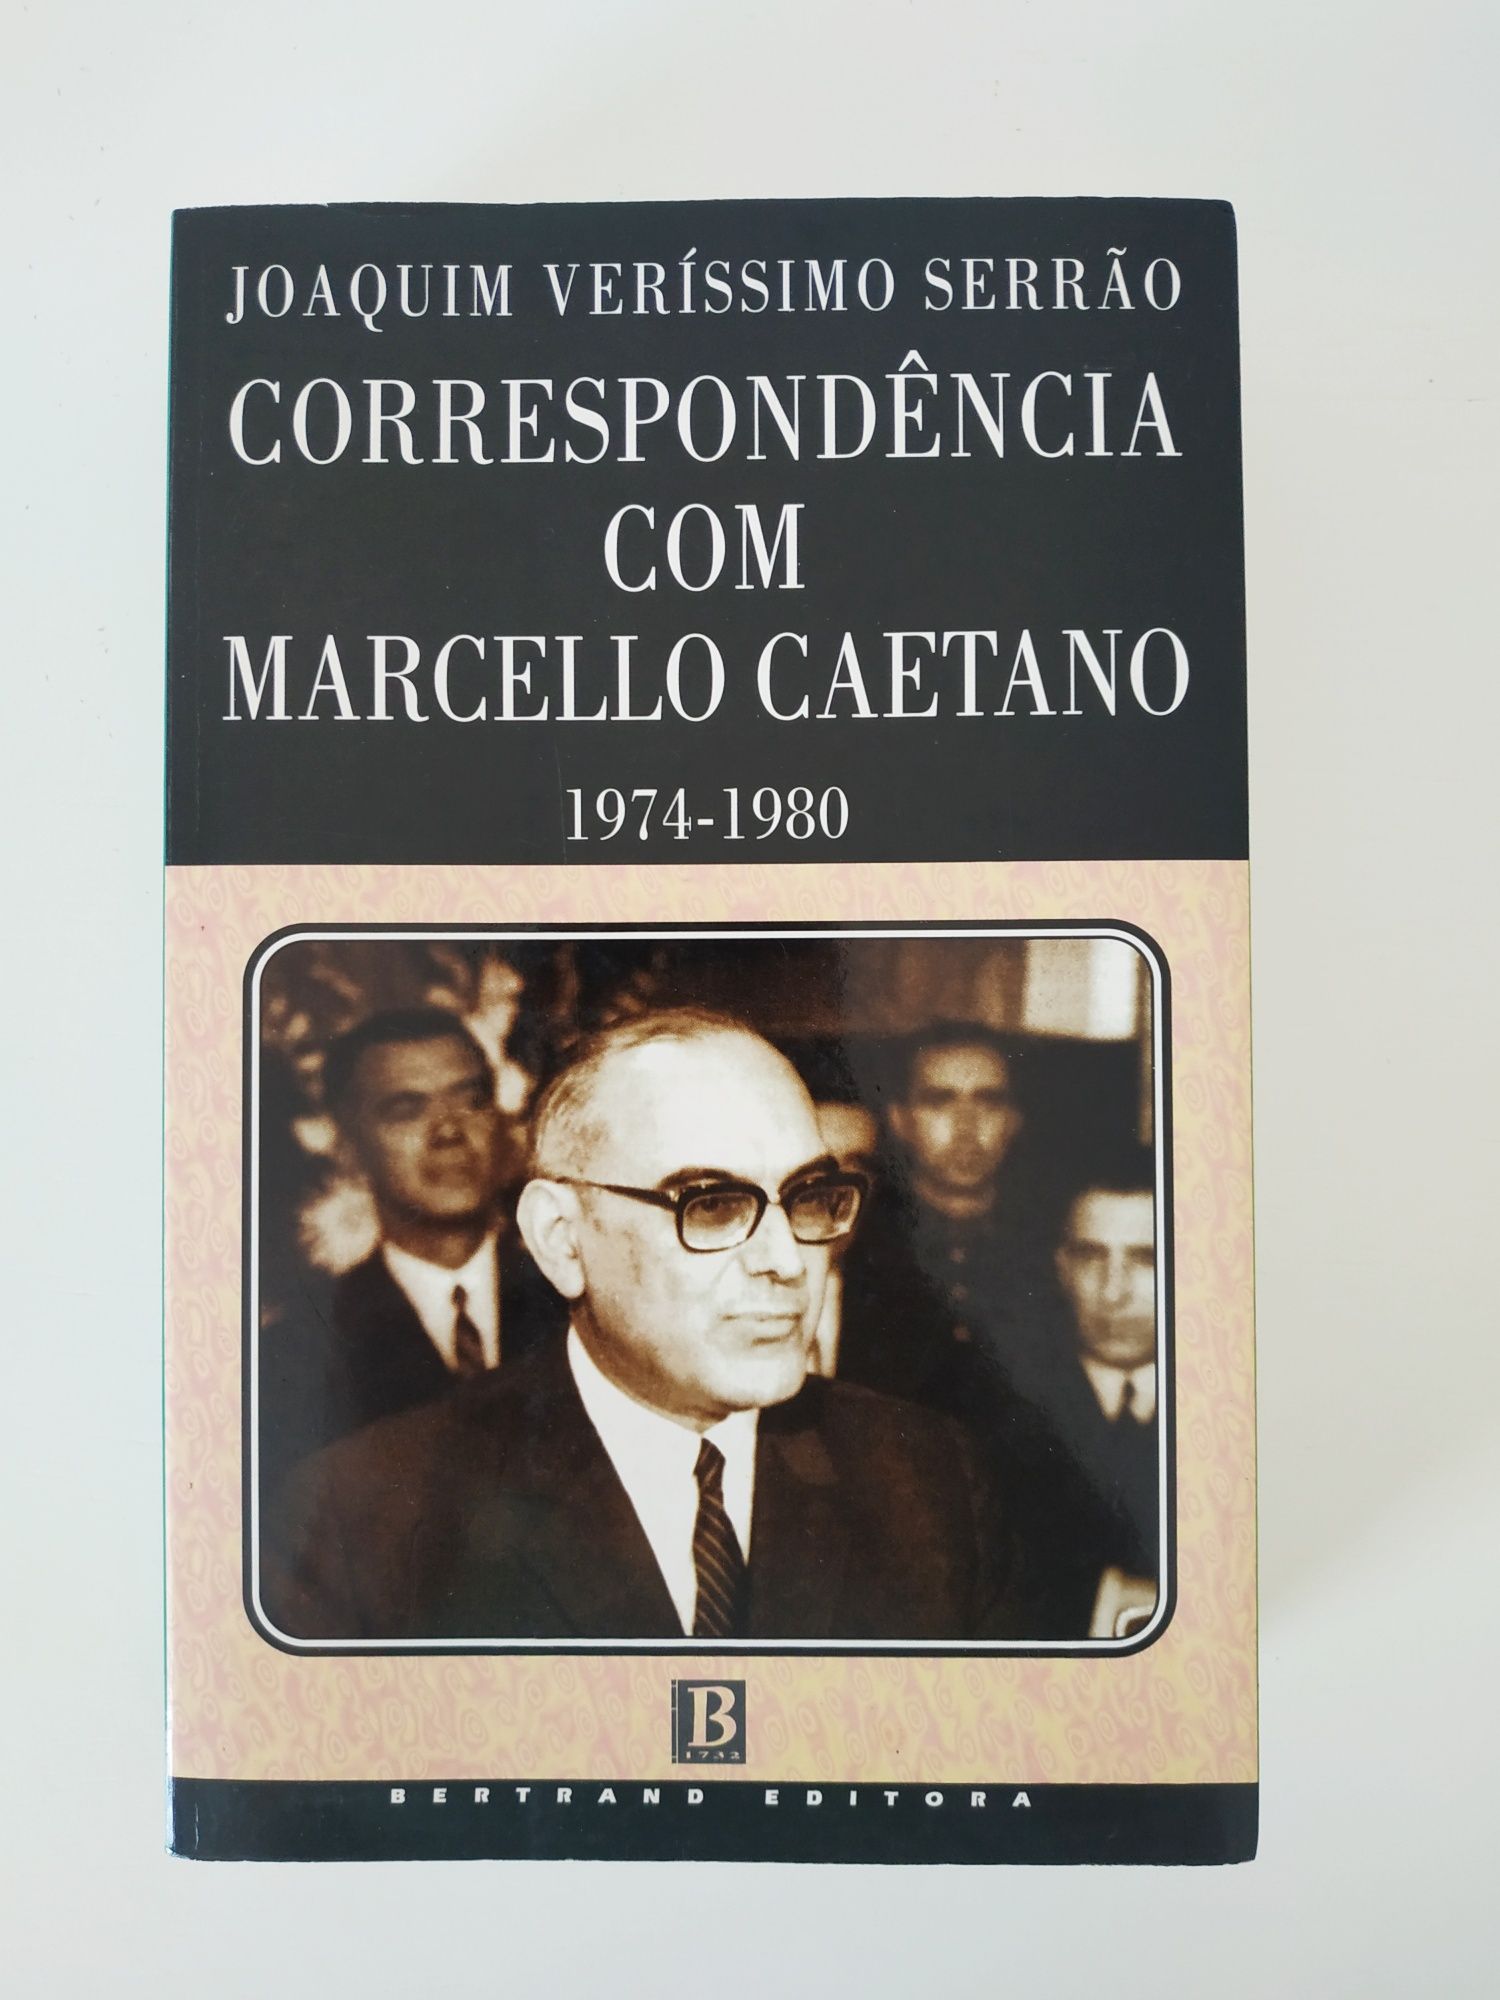 JOAQUIM VERÍSSIMO SERRÃO
CORRESPONDÊNCIA
COM
MARCELLO CAETANO
1974-1980
B
1732
BERTRAND EDITORA